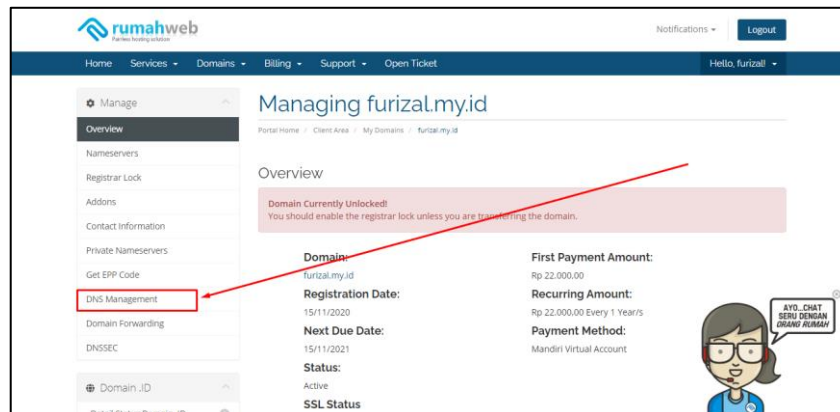 rumahweb
Painless hosting solution
Notifications
Logout
Home Services Domains Billing Support Open Ticket
Hello, furizal!
Manage
Overview
Nameservers
Registrar Lock
Addons
Contact Information
Private Nameservers
Get EPP Code
DNS Management
Domain Forwarding
DNSSEC
Domain .ID
Managing furizal.my.id
Portal Home / Client Area / My Domains / furizal.my.id
Overview
Domain Currently Unlocked!
You should enable the registrar lock unless you are transferring the domain.
Domain:
furizal.my.id
Registration Date:
15/11/2020
Next Due Date:
15/11/2021
Status:
Active
SSL Status
First Payment Amount:
Rp 22.000,00
Recurring Amount:
Rp 22.000,00 Every 1 Year/s
Payment Method:
Mandiri Virtual Account
AYO...CHAT
SERU DENGAN
ORANG RUMAH